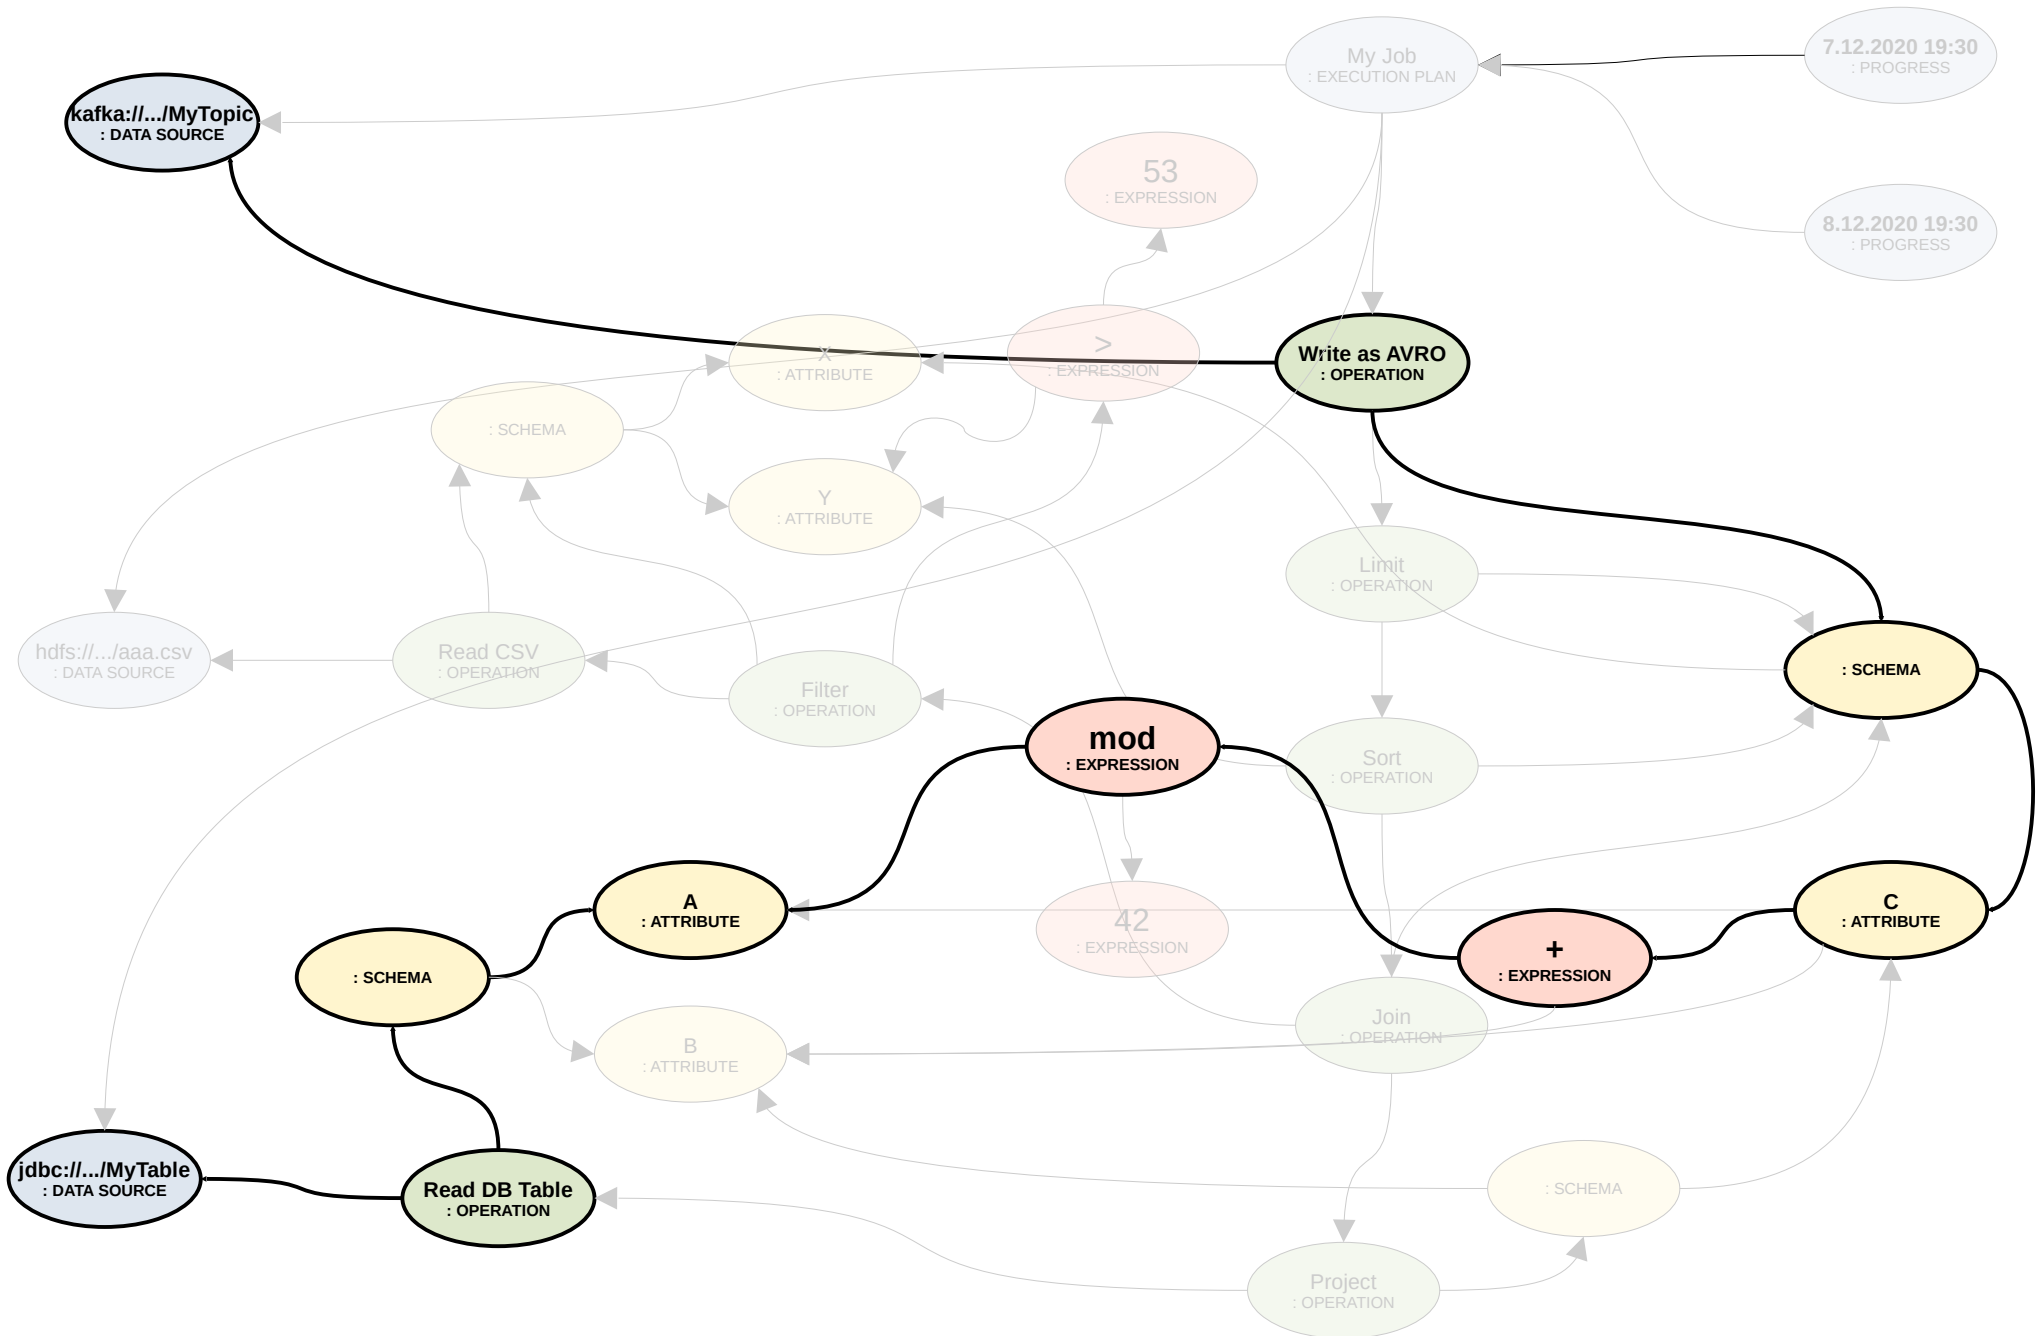 7.12.2020 19:30
: PROGRESS
My Job
: EXECUTION PLAN
kafka://.../MyTopic
: DATA SOURCE
53
: EXPRESSION
8.12.2020 19:30
: PROGRESS
>
: EXPRESSION
X
: ATTRIBUTE
Write as AVRO
: OPERATION
: SCHEMA
Y
: ATTRIBUTE
Limit
: OPERATION
hdfs://.../aaa.csv
: DATA SOURCE
Read CSV
: OPERATION
: SCHEMA
Filter
: OPERATION
mod
: EXPRESSION
Sort
: OPERATION
A
: ATTRIBUTE
C
: ATTRIBUTE
42
: EXPRESSION
+
: EXPRESSION
: SCHEMA
Join
: OPERATION
B
: ATTRIBUTE
jdbc://.../MyTable
: DATA SOURCE
Read DB Table
: OPERATION
: SCHEMA
Project
: OPERATION